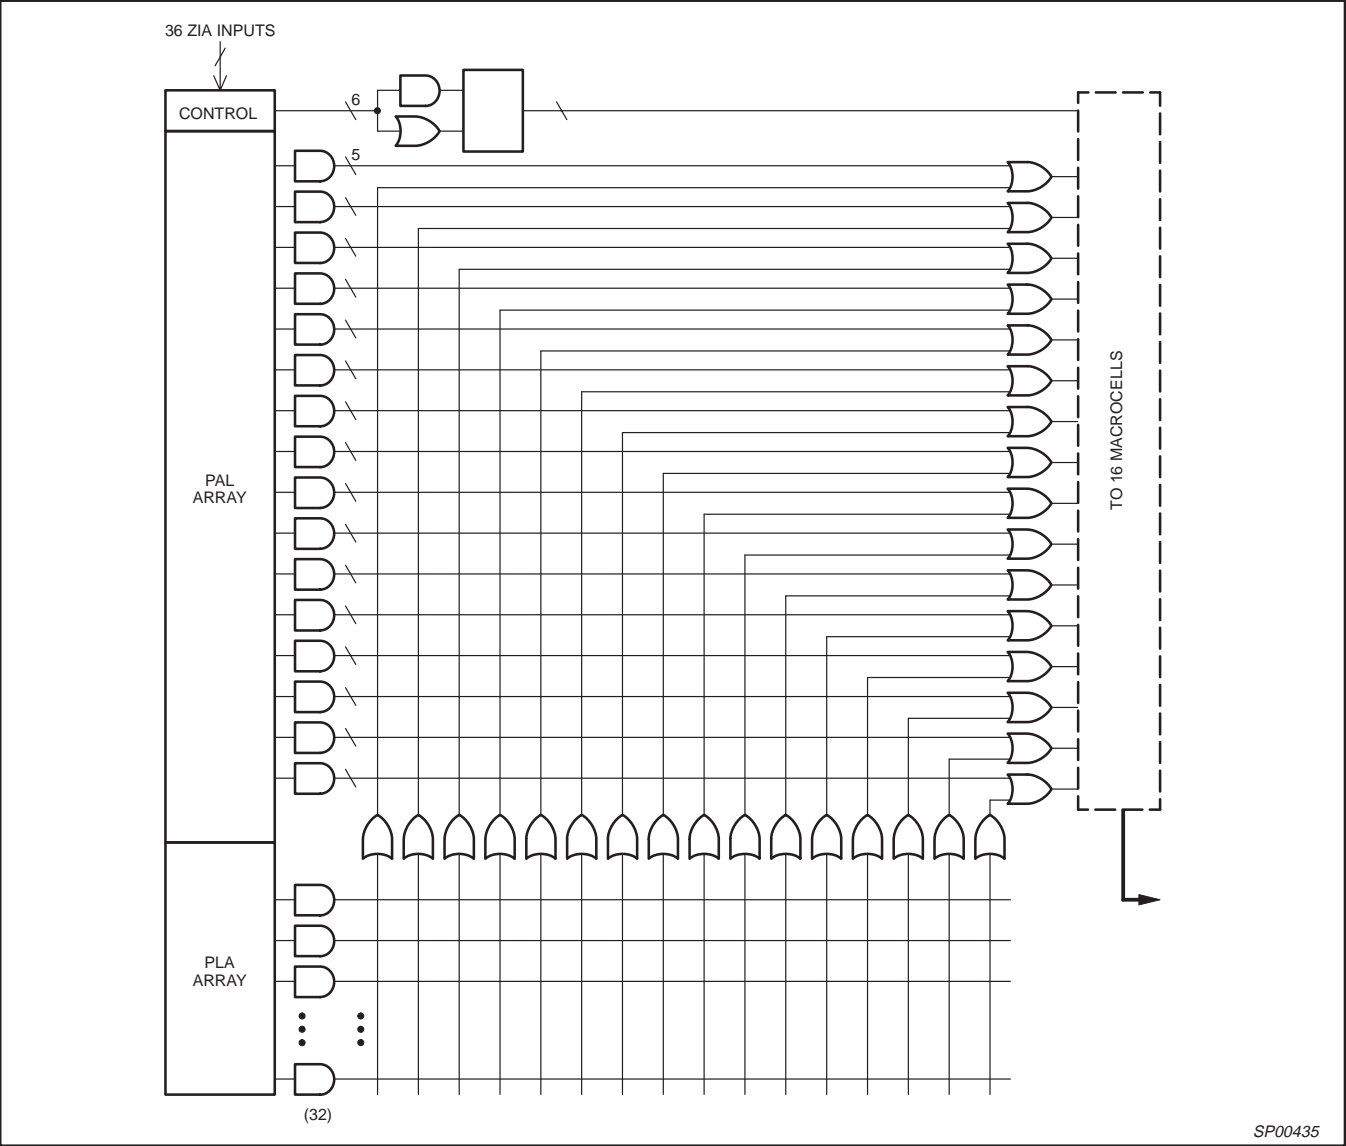 36 ZIA INPUTS
CONTROL
6
5
PAL
ARRAY
TO 16 MACROCELLS
PLA
ARRAY
(32)
SP00435